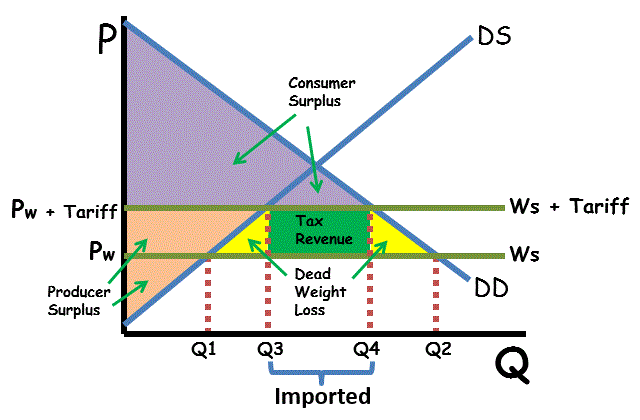 P
DS
Consumer
Surplus
Pw + Tariff
Ws + Tariff
Tax
Revenue
Pw
Ws
Producer
Surplus
Dead
Weight
Loss
DD
Q1
Q3
Q4
Q2
Q
Imported